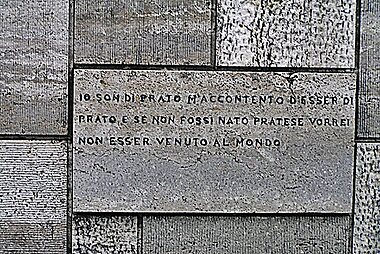 IO SON DI PRATO M'ACCONTENTO D'ESSER DI
PRATO E SE NON FOSSI NATO PRATESE VORREI
NON ESSER VENUTO AL MONDO